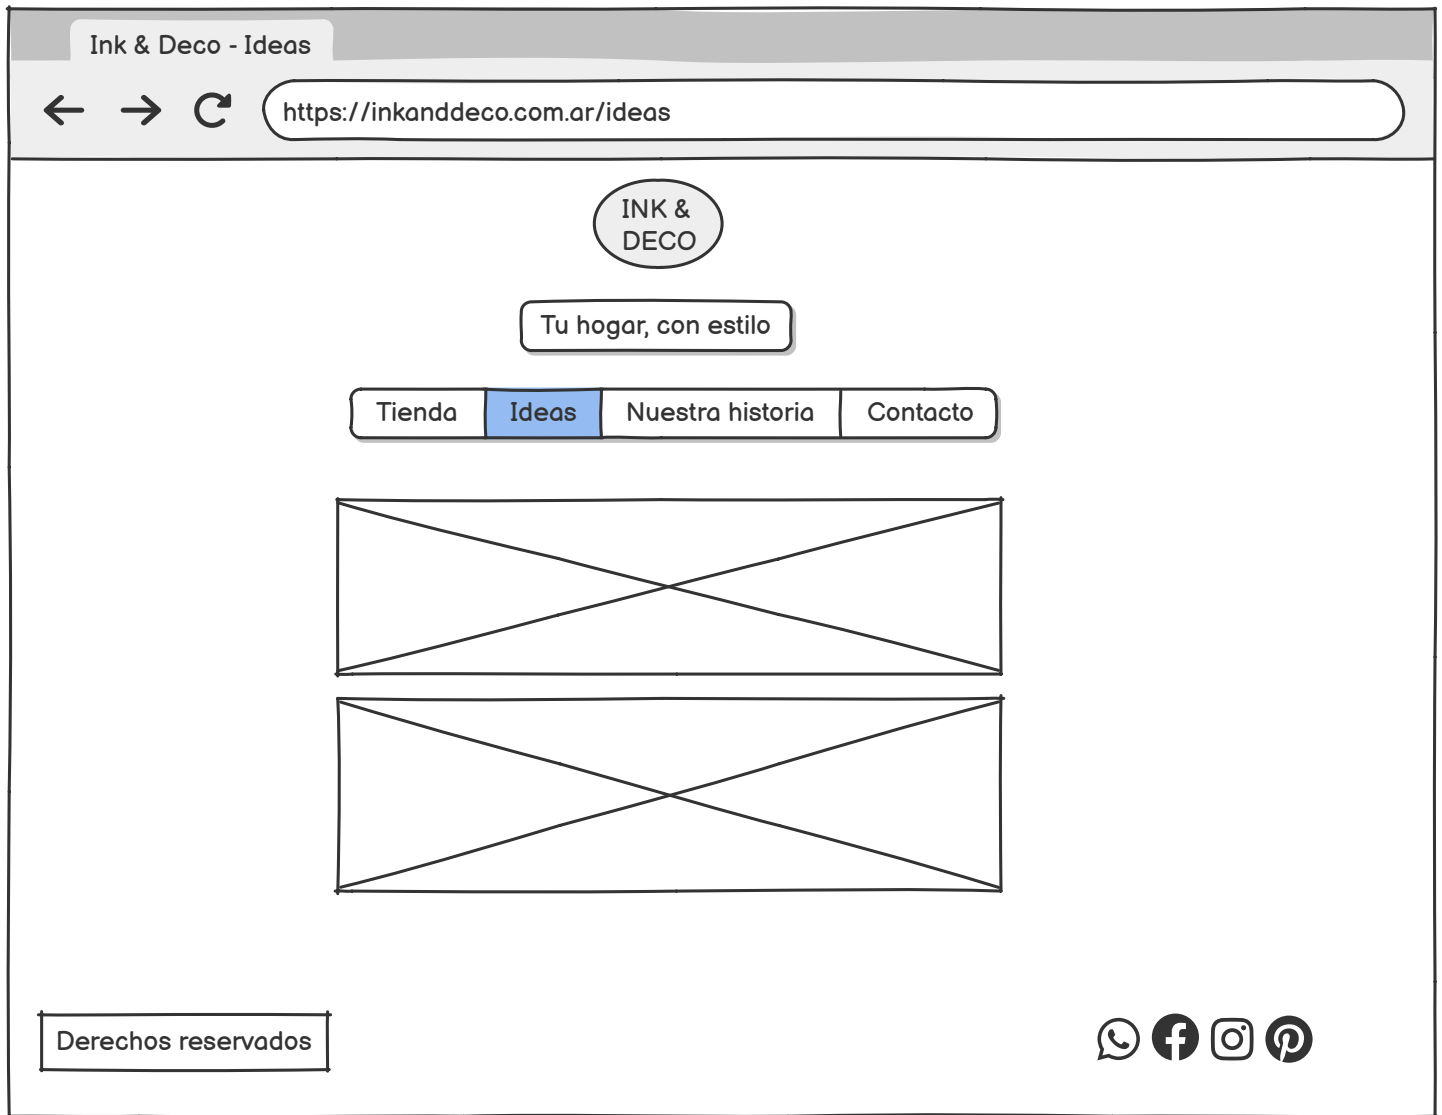 Ink & Deco - Ideas
https://inkanddeco.com.ar/ideas
INK &
DECO
Tu hogar, con estilo
Tienda Ideas Nuestra historia Contacto
Derechos reservados